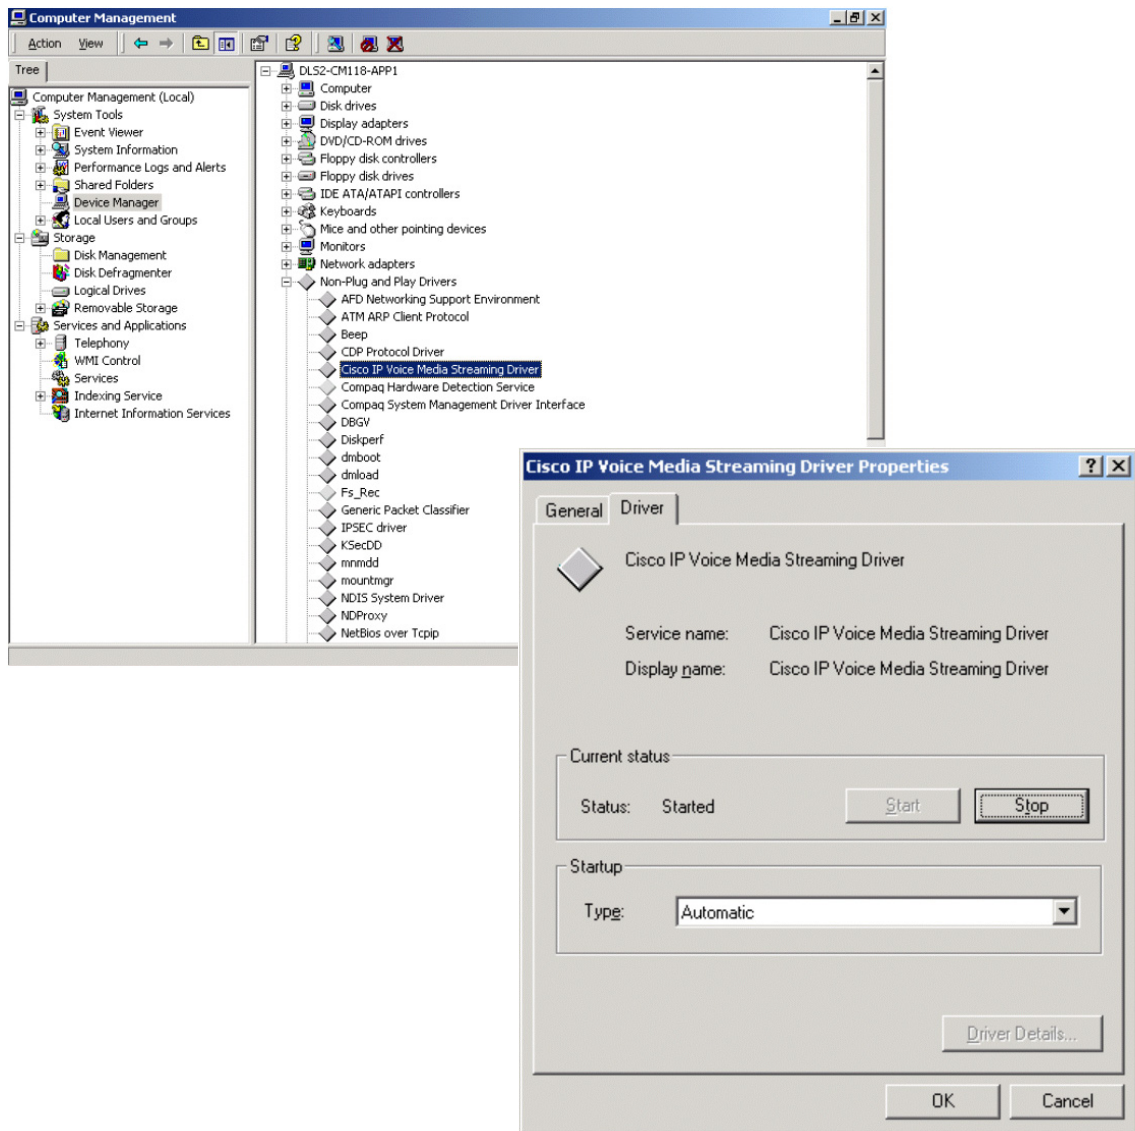 Computer Management
Action View
Tree
Computer Management (Local)
System Tools
Event Viewer
System Information
Performance Logs and Alerts
Shared Folders
Device Manager
Local Users and Groups
Storage
Disk Management
Disk Defragmenter
Logical Drives
Removable Storage
Services and Applications
Telephony
WMI Control
Services
Indexing Service
Internet Information Services
DLS2-CM118-APP1
Computer
Disk drives
Display adapters
DVD/CD-ROM drives
Floppy disk controllers
Floppy disk drives
IDE ATA/ATAPI controllers
Keyboards
Mice and other pointing devices
Monitors
Network adapters
Non-Plug and Play Drivers
AFD Networking Support Environment
ATM ARP Client Protocol
Beep
CDP Protocol Driver
Cisco IP Voice Media Streaming Driver
Compaq Hardware Detection Service
Compaq System Management Driver Interface
DBGV
Diskperf
dmboot
dmload
Fs_Rec
Generic Packet Classifier
IPSEC driver
KSecDD
mnmdd
mountmgr
NDIS System Driver
NDProxy
NetBios over Tcpip
Cisco IP Voice Media Streaming Driver Properties
General Driver
Cisco IP Voice Media Streaming Driver
Service name: Cisco IP Voice Media Streaming Driver
Display name: Cisco IP Voice Media Streaming Driver
Current status
Status: Started Start Stop
Startup
Type: Automatic
Driver Details...
OK Cancel